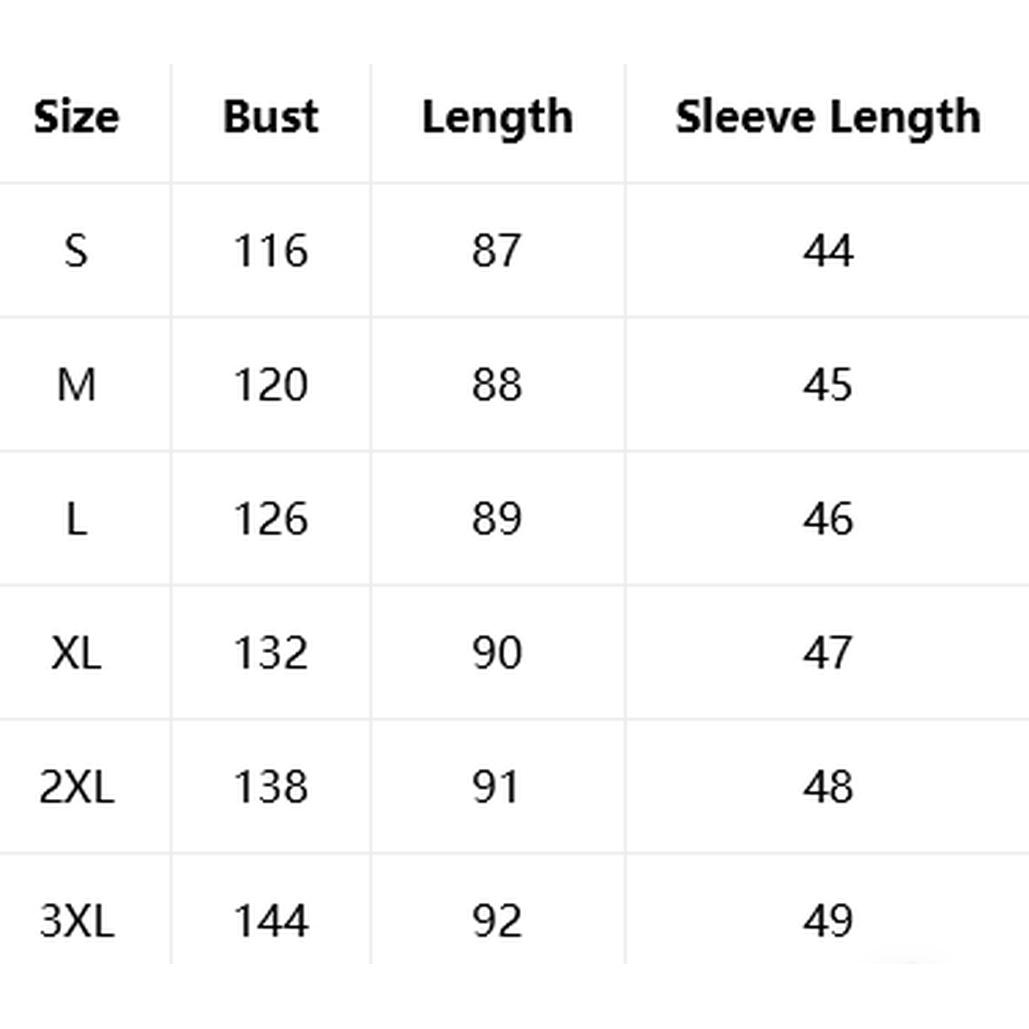 Size Bust Length Sleeve Length
S 116 87 44
M 120 88 45
L 126 89 46
XL 132 90 47
2XL 138 91 48
3XL 144 92 49